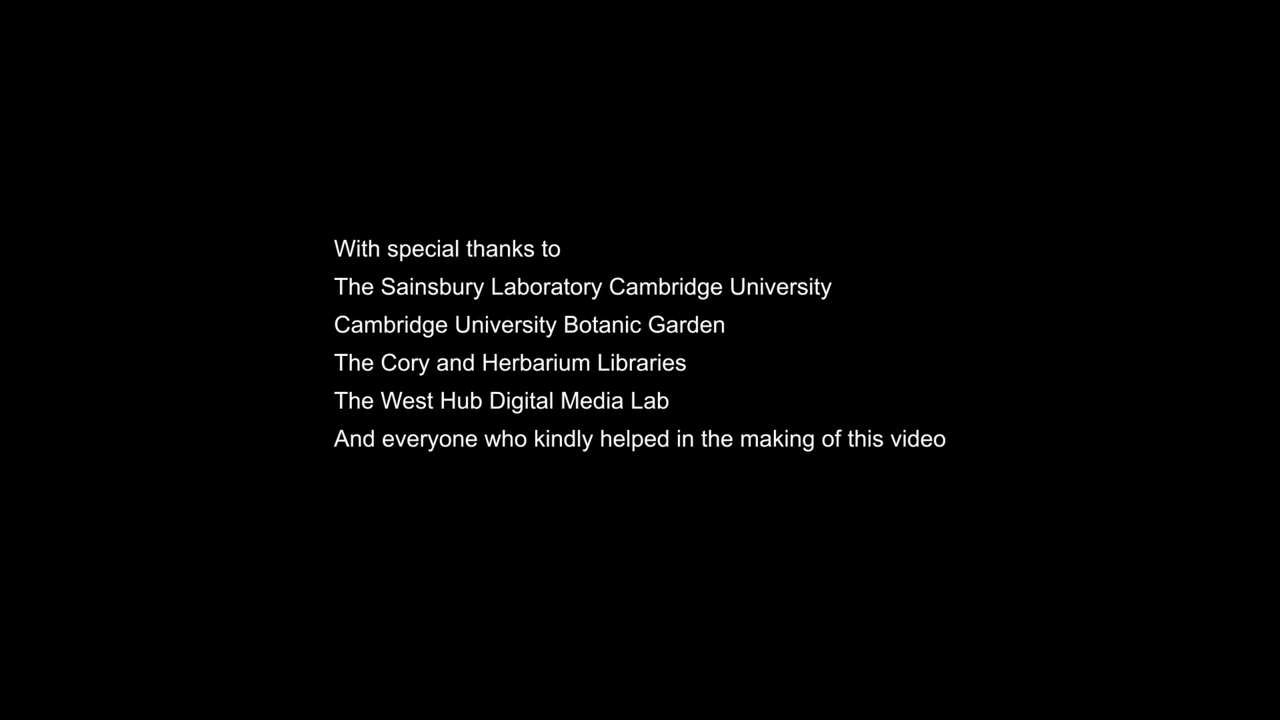 With special thanks to
The Sainsbury Laboratory Cambridge University
Cambridge University Botanic Garden
The Cory and Herbarium Libraries
The West Hub Digital Media Lab
And everyone who kindly helped in the making of this video